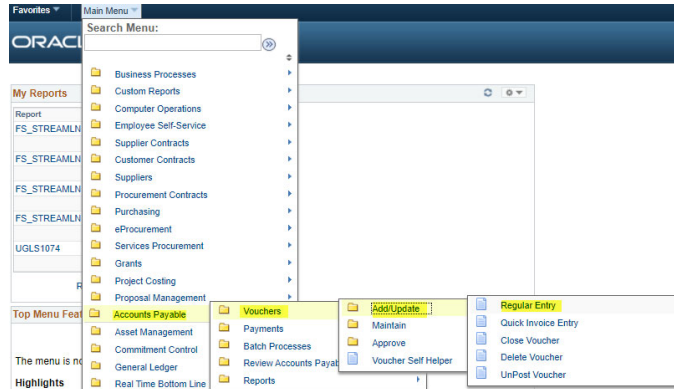 Favorites
Main Menu
Search Menu:
ORACL
Business Processes
Custom Reports
Computer Operations
Employee Self-Service
Supplier Contracts
Customer Contracts
Suppliers
Procurement Contracts
Purchasing
eProcurement
Services Procurement
Grants
Project Costing
Proposal Management
Accounts Payable
Asset Management
Commitment Control
General Ledger
Real Time Bottom Line
My Reports
Report
FS_STREAMLN
FS_STREAMLN
FS_STREAMLN
FS_STREAMLN
UGLS1074
R
Top Menu Feat
The menu is no
Highlights
Vouchers
Payments
Batch Processes
Review Accounts Payab
Reports
Add/Update
Maintain
Approve
Voucher Self Helper
Regular Entry
Quick Invoice Entry
Close Voucher
Delete Voucher
UnPost Voucher